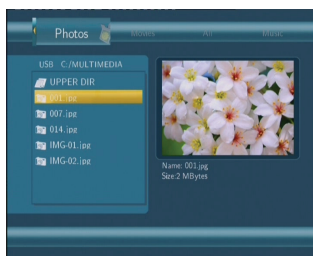 Photos Movies All Music
USB C:/MULTIMEDIA
UPPER DIR
001.jpg
007.jpg
014.jpg
IMG-01.jpg
IMG-02.jpg
Name: 001.jpg
Size:2 MBytes